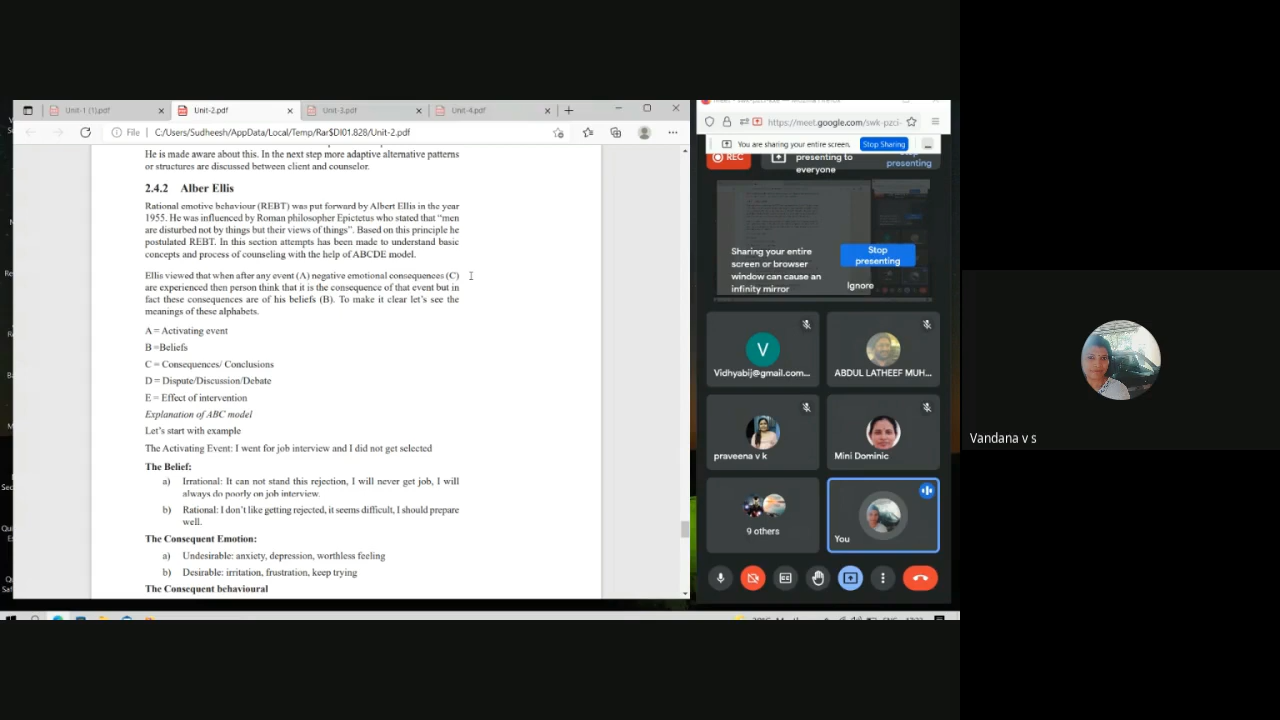 Unit-1 (1).pdf
Unit-2.pdf
Unit-3.pdf
Unit-4.pdf
File
C:/Users/Sudheesh/AppData/Local/Temp/Rar$DI01.828/Unit-2.pdf
He is made aware about this. In the next step more adaptive alternative patterns
or structures are discussed between client and counselor.
2.4.2 Alber Ellis
Rational emotive behaviour (REBT) was put forward by Albert Ellis in the year
1955. He was influenced by Roman philosopher Epictetus who stated that “men
are disturbed not by things but their views of things”. Based on this principle he
postulated REBT. In this section attempts has been made to understand basic
concepts and process of counseling with the help of ABCDE model.
Ellis viewed that when after any event (A) negative emotional consequences (C)
are experienced then person think that it is the consequence of that event but in
fact these consequences are of his beliefs (B). To make it clear let’s see the
meanings of these alphabets.
A = Activating event
B =Beliefs
C = Consequences/ Conclusions
D = Dispute/Discussion/Debate
E = Effect of intervention
Explanation of ABC model
Let’s start with example
The Activating Event: I went for job interview and I did not get selected
The Belief:
a) Irrational: It can not stand this rejection, I will never get job, I will
always do poorly on job interview.
b) Rational: I don’t like getting rejected, it seems difficult, I should prepare
well.
The Consequent Emotion:
a) Undesirable: anxiety, depression, worthless feeling
b) Desirable: irritation, frustration, keep trying
The Consequent behavioural
https://meet.google.com/swk-pzci-
You are sharing your entire screen.
Stop Sharing
REC
presenting to
everyone
presenting
Sharing your entire
screen or browser
window can cause an
infinity mirror
Stop
presenting
Ignore
V
Vidhyabij@gmail.com...
ABDUL LATHEEF MUH...
praveena v k
Mini Dominic
9 others
You
Vandana v s